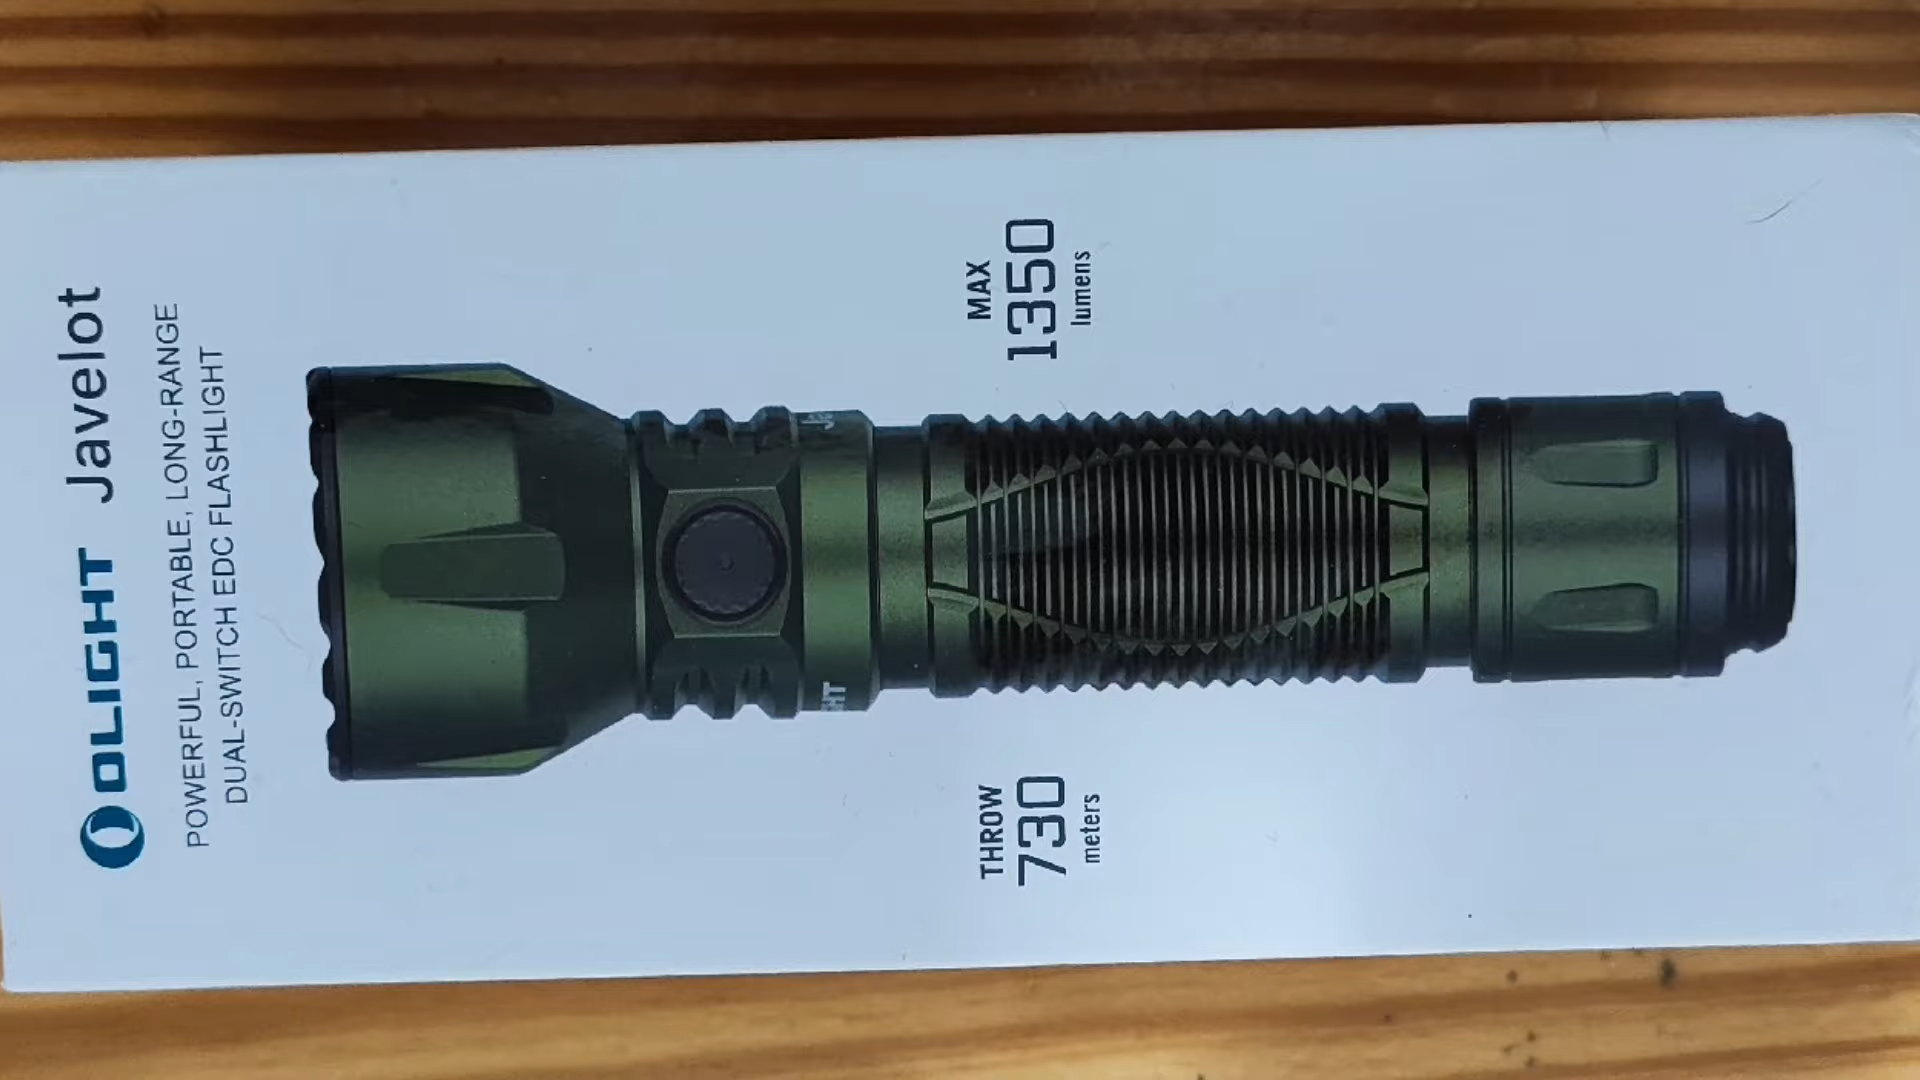 OLIGHT Javelot
POWERFUL, PORTABLE, LONG-RANGE
DUAL-SWITCH EDC FLASHLIGHT
THROW
730
meters
MAX
1350
lumens